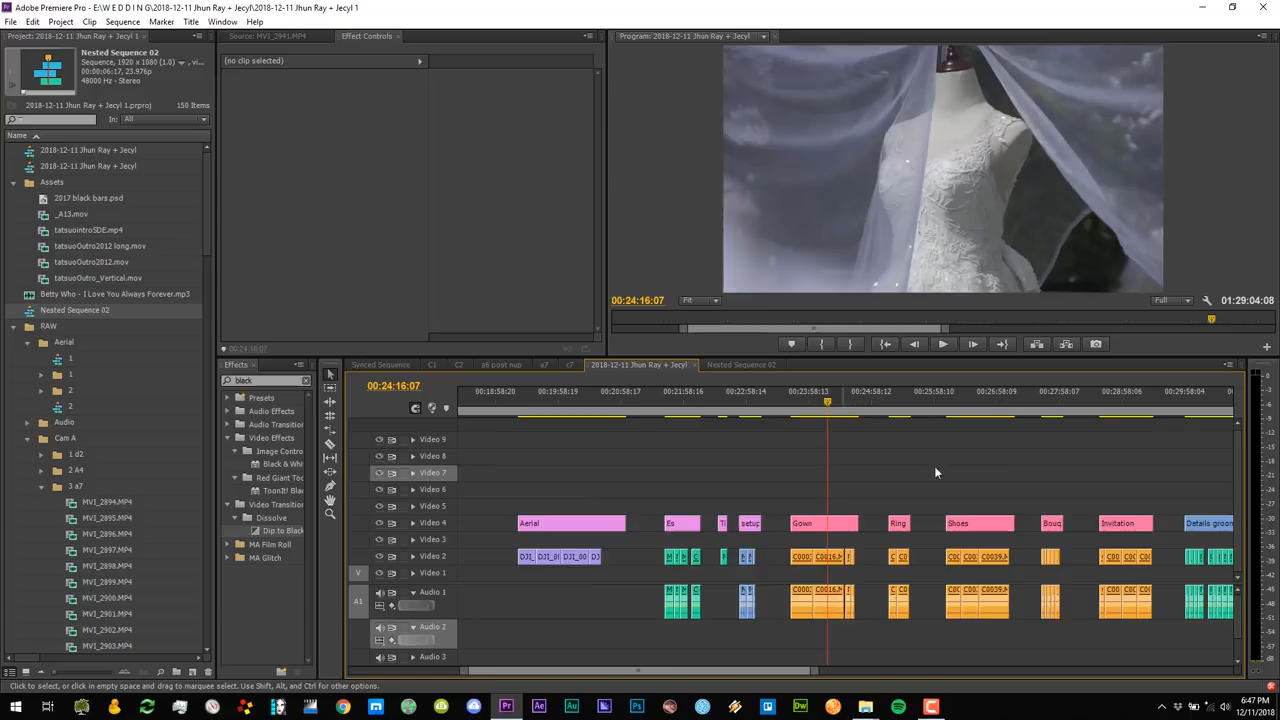 Adobe Premiere Pro - E:\W E D D I N G\2018-12-11 Jhun Ray + Jecyl\2018-12-11 Jhun Ray + Jecyl 1
File Edit Project Clip Sequence Marker Title Window Help
Project: 2018-12-11 Jhun Ray + Jecyl 1
Source: MVI_2941.MP4
Effect Controls
Program: 2018-12-11 Jhun Ray + Jecyl
Nested Sequence 02
Sequence, 1920 x 1080 (1.0) , vi...
00:00:06:17, 23.976p
48000 Hz - Stereo
2018-12-11 Jhun Ray + Jecyl 1.prproj
150 Items
In: All
Name
2018-12-11 Jhun Ray + Jecyl
2018-12-11 Jhun Ray + Jecyl
Assets
2017 black bars.psd
_A13.mov
tatsuointroSDE.mp4
tatsuoOutro2012 long.mov
tatsuoOutro2012.mov
tatsuoOutro_Vertical.mov
Betty Who - I Love You Always Forever.mp3
Nested Sequence 02
RAW
Aerial
1
1
2
2
Audio
Cam A
1 d2
2 A4
3 a7
MVI_2894.MP4
MVI_2895.MP4
MVI_2896.MP4
MVI_2897.MP4
MVI_2898.MP4
MVI_2899.MP4
MVI_2900.MP4
MVI_2901.MP4
MVI_2902.MP4
MVI_2903.MP4
(no clip selected)
00:24:16:07
00:24:16:07
Fit
Full
01:29:04:08
Effects
black
Presets
Audio Effects
Audio Transition
Video Effects
Image Contro
Black & Whi
Red Giant Too
ToonIt! Blac
Video Transition
Dissolve
Dip to Black
MA Film Roll
MA Glitch
Synced Sequence
C1
C2
a6 post nup
a7
2018-12-11 Jhun Ray + Jecyl
Nested Sequence 02
00:24:16:07
00:18:58:20 00:19:58:19 00:20:58:17 00:21:58:16 00:22:58:14 00:23:58:13 00:24:58:12 00:25:58:10 00:26:58:09 00:27:58:07 00:28:58:06 00:29:58:04
Video 9
Video 8
Video 7
Video 6
Video 5
Video 4
Aerial
Es
Ti
setup
Gown
Ring
Shoes
Bouq
Invitation
Details groon
Video 3
Video 2
V
Video 1
A1
Audio 1
Audio 2
Audio 3
Click to select, or click in empty space and drag to marquee select. Use Shift, Alt, and Ctrl for other options.
6:47 PM
12/11/2018